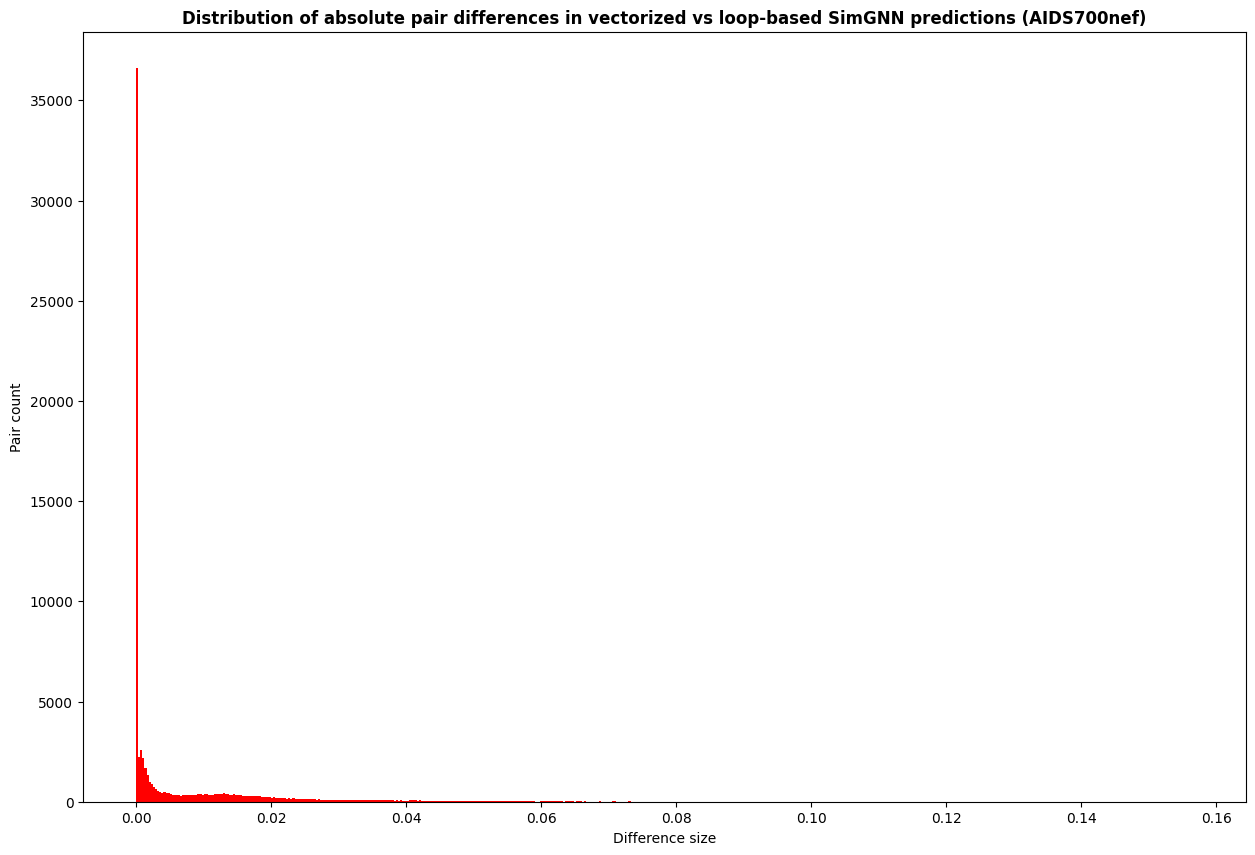 Distribution of absolute pair differences in vectorized vs loop-based SimGNN predictions (AIDS700nef)
35000
30000
25000
20000
15000
10000
5000
0
Pair count
0.00 0.02 0.04 0.06 0.08 0.10 0.12 0.14 0.16
Difference size